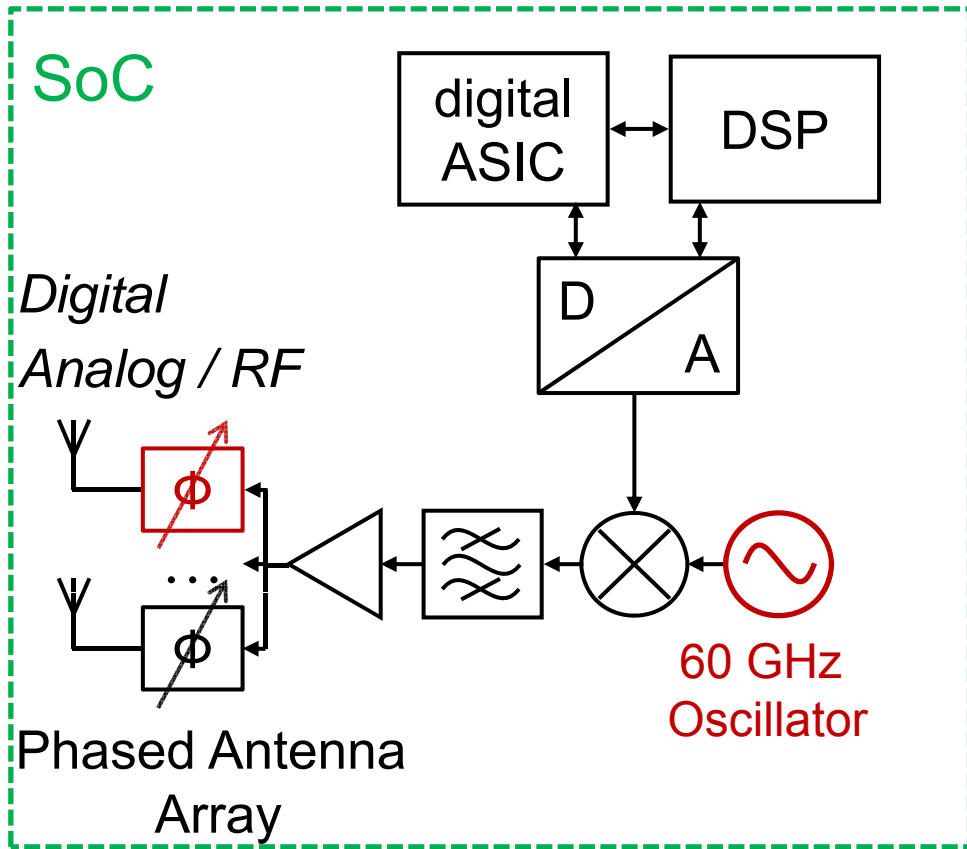 SoC
digital
ASIC
DSP
D
A
Digital
Analog / RF
Φ
...
Φ
60 GHz
Oscillator
Phased Antenna
Array